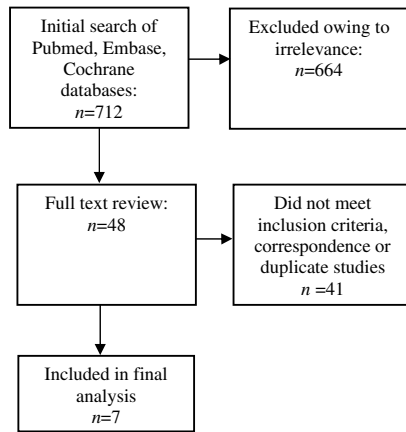 Initial search of
Pubmed, Embase,
Cochrane
databases:
n=712
Excluded owing to
irrelevance:
n=664
Full text review:
n=48
Did not meet
inclusion criteria,
correspondence or
duplicate studies
n =41
Included in final
analysis
n=7